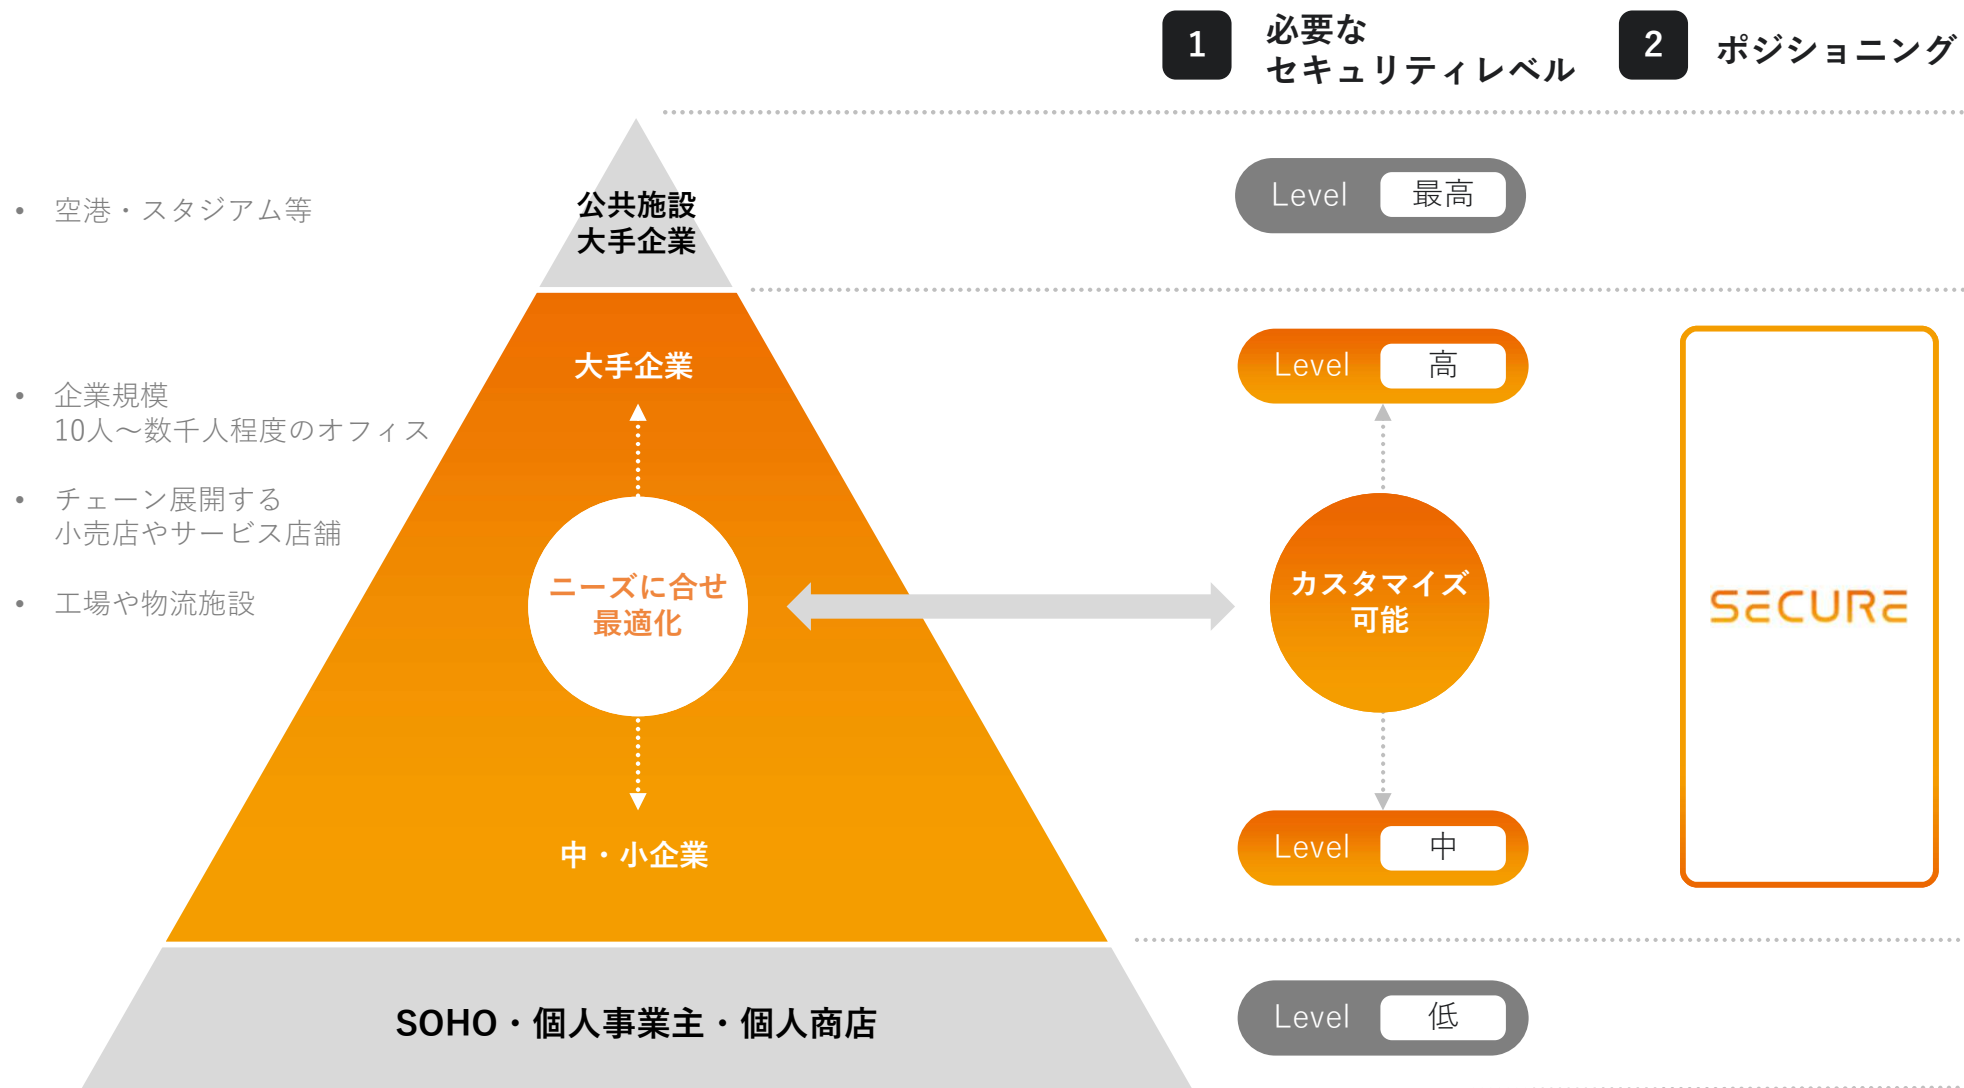 1
必要な
セキュリティレベル
2
ポジショニング
• 空港・スタジアム等
公共施設
大手企業
Level 最高
• 企業規模
10人～数千人程度のオフィス
• チェーン展開する
小売店やサービス店舗
• 工場や物流施設
大手企業
ニーズに合せ
最適化
中・小企業
Level 高
カスタマイズ
可能
Level 中
SECURE
SOHO・個人事業主・個人商店
Level 低